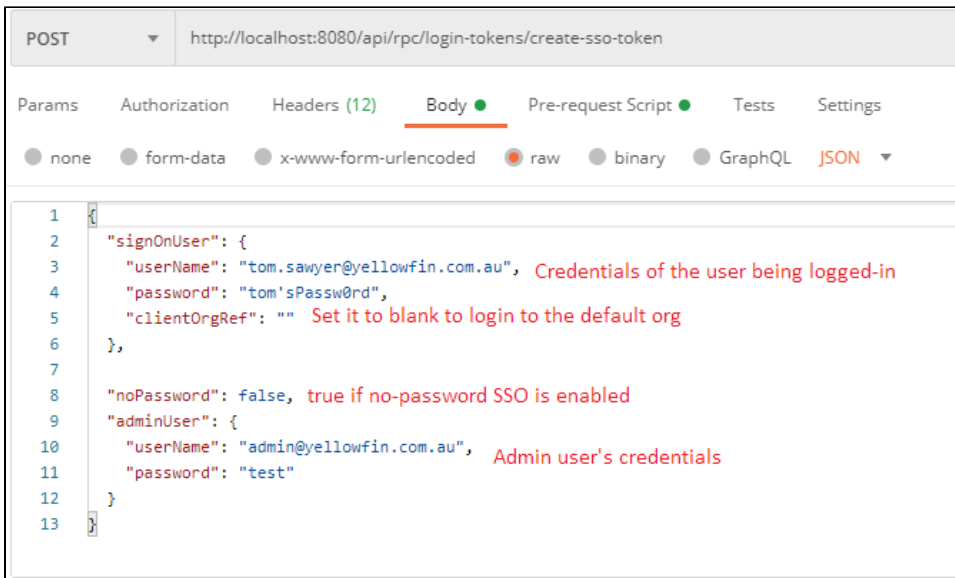 POST http://localhost:8080/api/rpc/login-tokens/create-sso-token
Params Authorization Headers (12) Body Pre-request Script Tests Settings
none form-data x-www-form-urlencoded raw binary GraphQL JSON
1 {
2 "signOnUser": {
3 "userName": "tom.sawyer@yellowfin.com.au", Credentials of the user being logged-in
4 "password": "tom'sPassw0rd",
5 "clientOrgRef": "" Set it to blank to login to the default org
6 },
7
8 "noPassword": false, true if no-password SSO is enabled
9 "adminUser": {
10 "userName": "admin@yellowfin.com.au", Admin user's credentials
11 "password": "test"
12 }
13 }